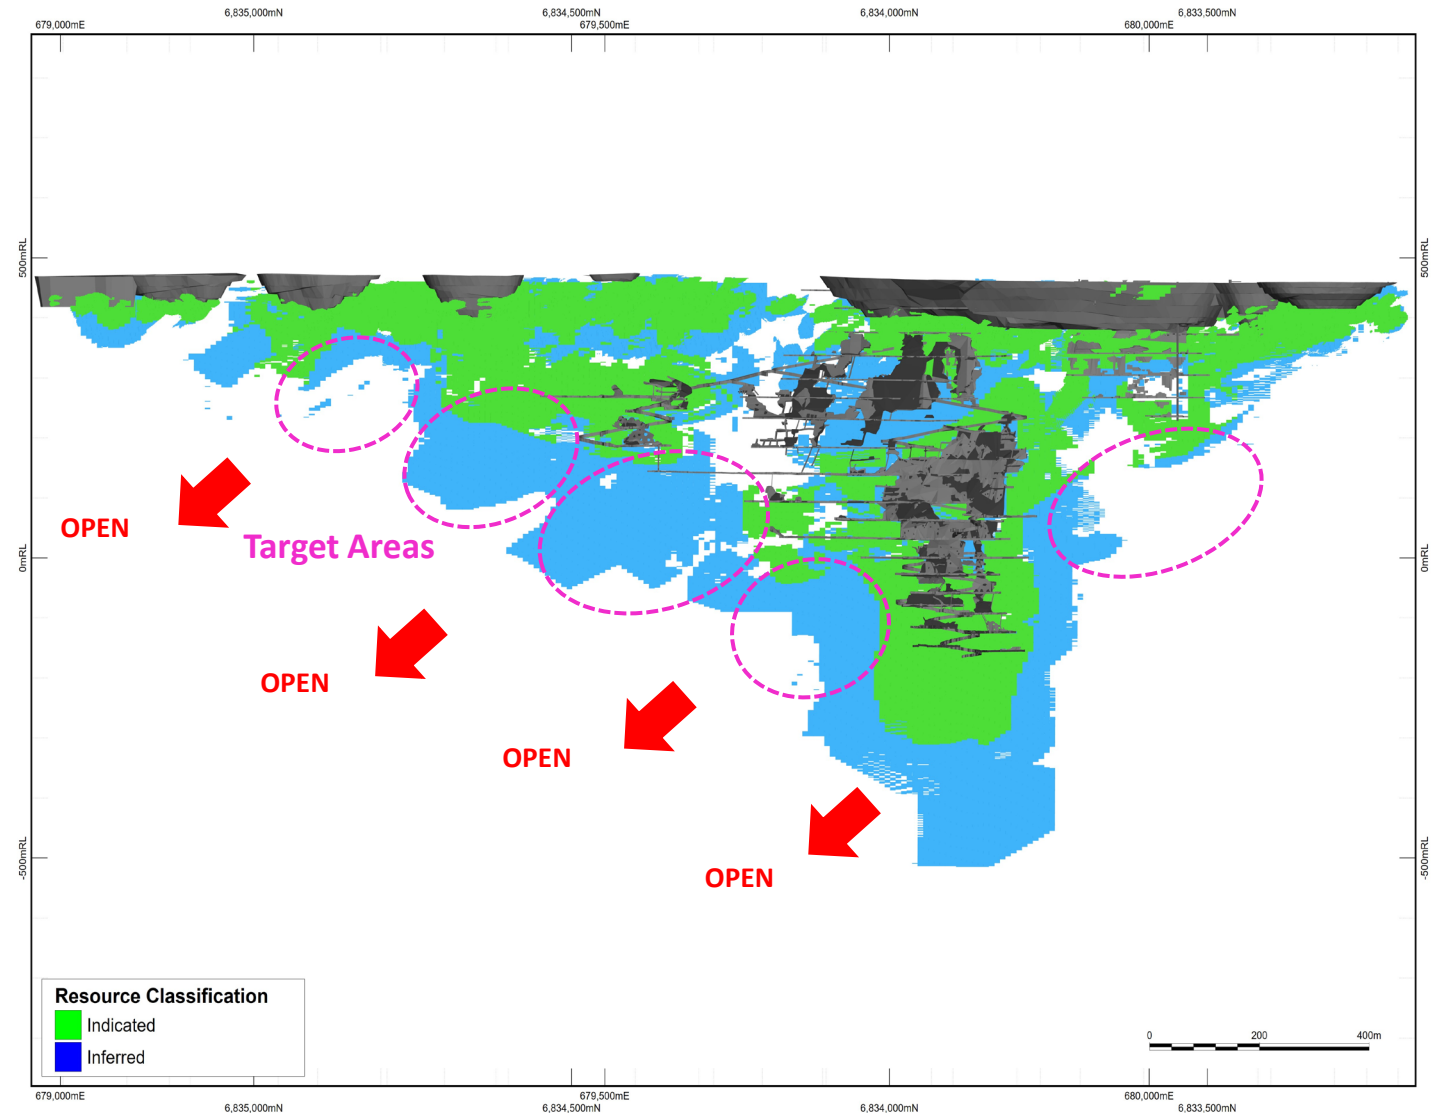 6,835,000mN 6,834,500mN 6,834,000mN 6,833,500mN
679,000mE 679,500mE 680,000mE
500mRL 500mRL
OPEN
Target Areas
0mRL 0mRL
OPEN
OPEN
-500mRL -500mRL
OPEN
Resource Classification
Indicated
Inferred
0 200 400m
679,000mE 679,500mE 680,000mE
6,835,000mN 6,834,500mN 6,834,000mN 6,833,500mN